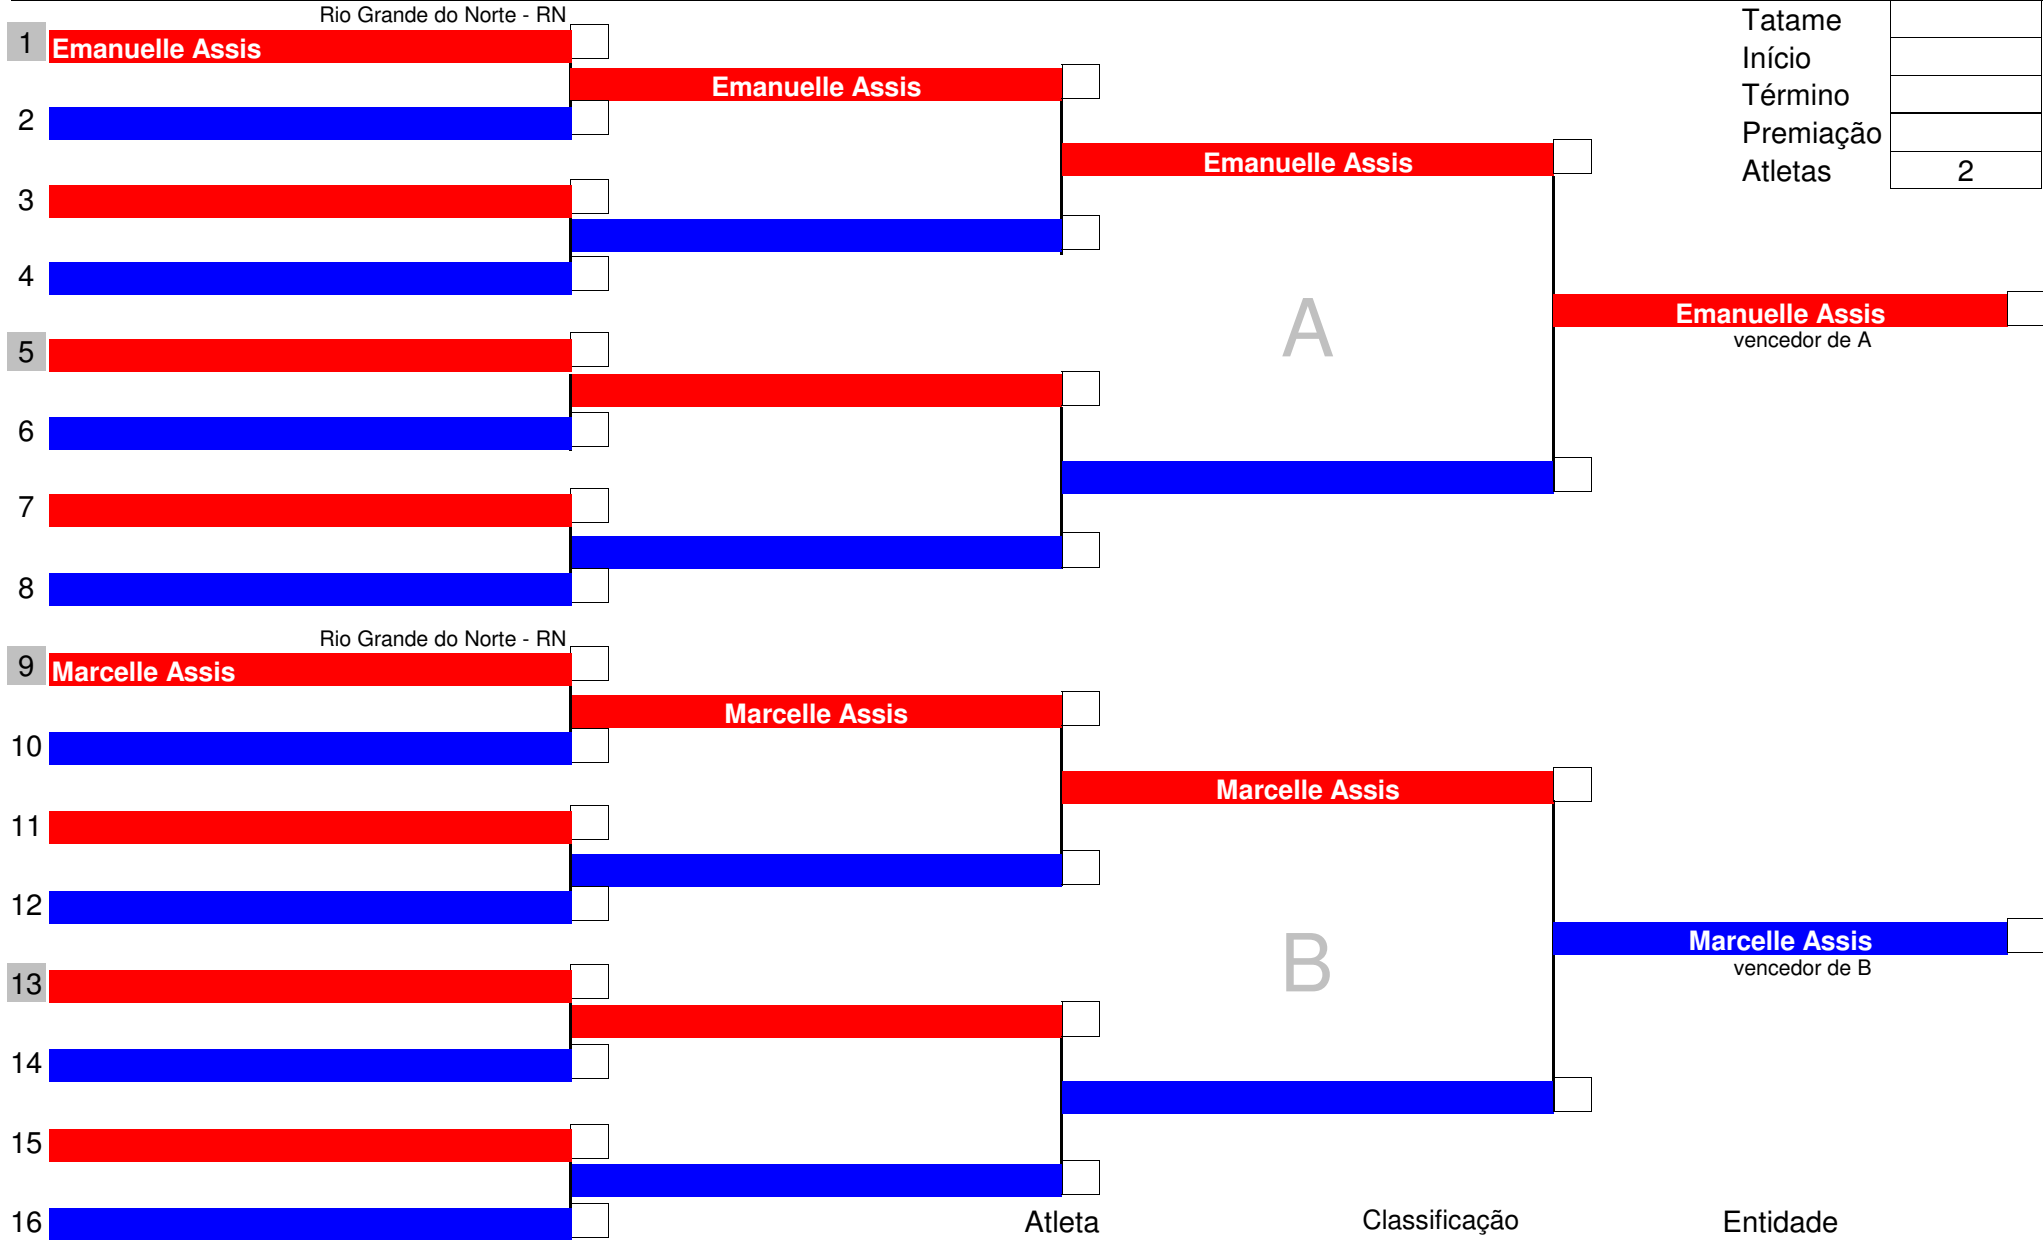 Rio Grande do Norte - RN
1 Emanuelle Assis
Emanuelle Assis
2
Emanuelle Assis
3
4
Emanuelle Assis
vencedor de A
A
5
6
7
8
Tatame
Início
Término
Premiação
Atletas 2
Rio Grande do Norte - RN
9 Marcelle Assis
Marcelle Assis
10
Marcelle Assis
11
12
Marcelle Assis
vencedor de B
B
13
14
15
16
Atleta Classificação Entidade